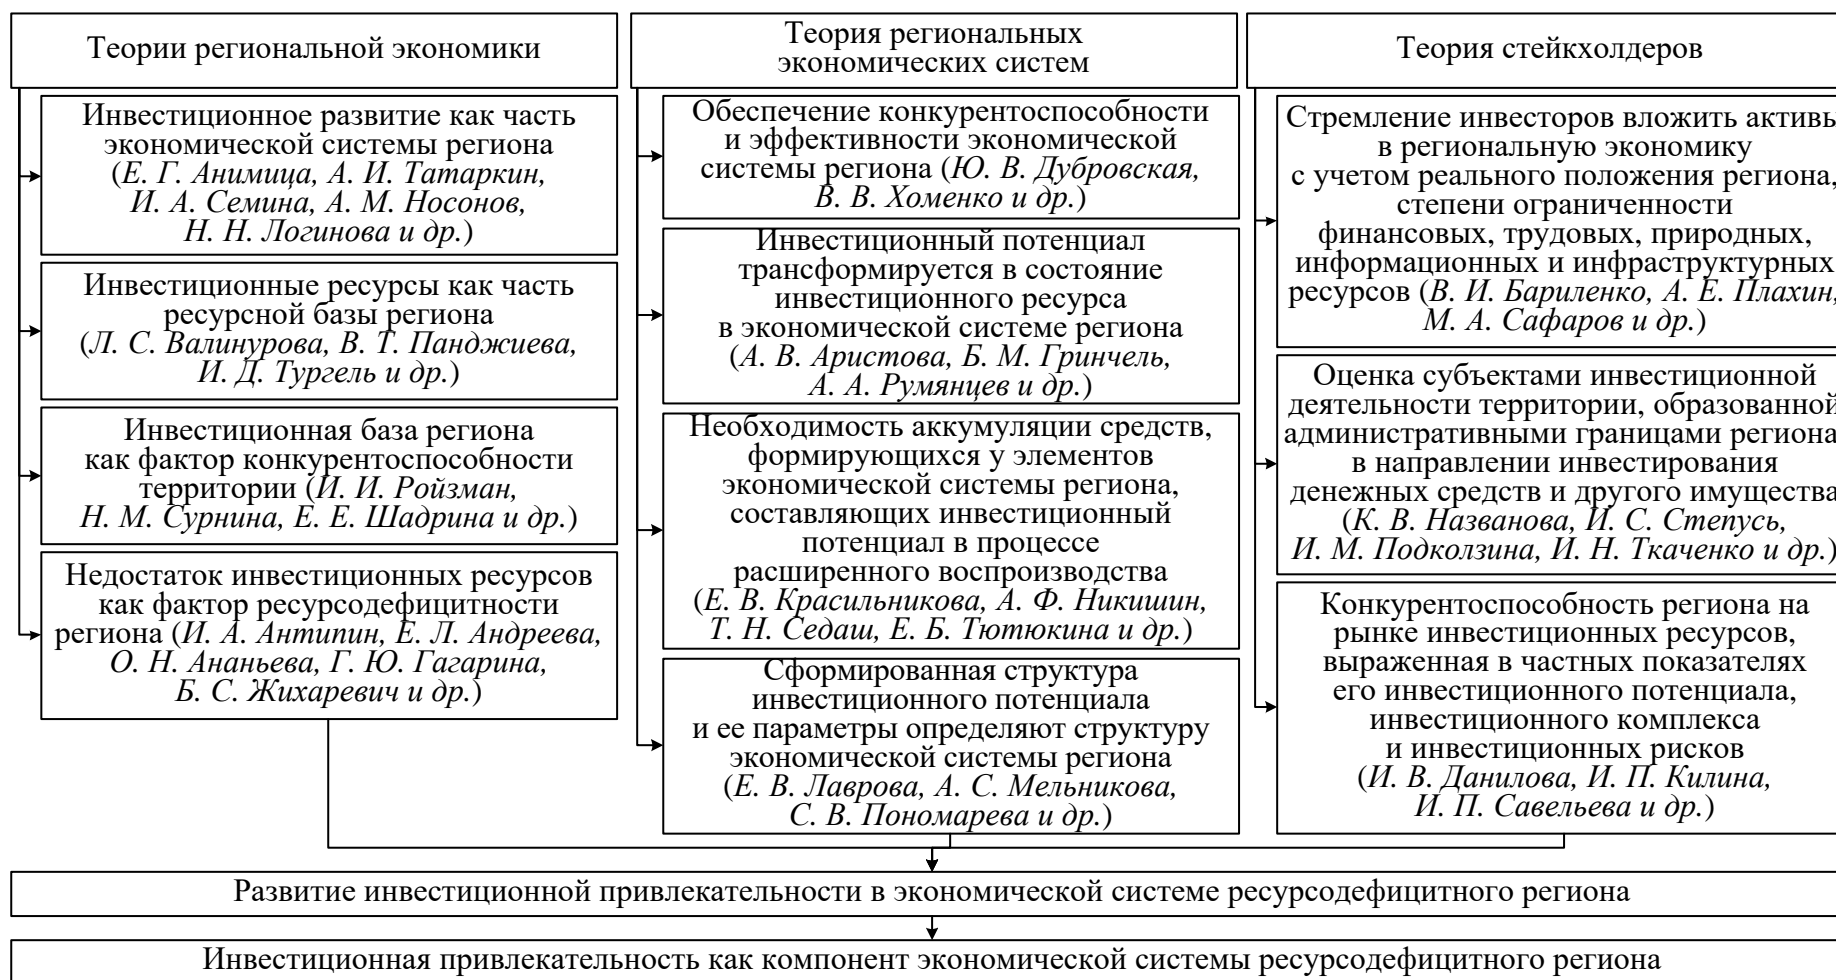 Теории региональной экономики
Инвестиционное развитие как часть
экономической системы региона
(Е. Г. Анимица, А. И. Татаркин,
И. А. Семина, А. М. Носонов,
Н. Н. Логинова и др.)
Инвестиционные ресурсы как часть
ресурсной базы региона
(Л. С. Валинурова, В. Т. Панджиева,
И. Д. Тургель и др.)
Инвестиционная база региона
как фактор конкурентоспособности
территории (И. И. Ройзман,
Н. М. Сурнина, Е. Е. Шадрина и др.)
Недостаток инвестиционных ресурсов
как фактор ресурсодефицитности
региона (И. А. Антипин, Е. Л. Андреева,
О. Н. Ананьева, Г. Ю. Гагарина,
Б. С. Жихаревич и др.)
Теория региональных
экономических систем
Обеспечение конкурентоспособности
и эффективности экономической
системы региона (Ю. В. Дубровская,
В. В. Хоменко и др.)
Инвестиционный потенциал
трансформируется в состояние
инвестиционного ресурса
в экономической системе региона
(А. В. Аристова, Б. М. Гринчель,
А. А. Румянцев и др.)
Необходимость аккумуляции средств,
формирующихся у элементов
экономической системы региона,
составляющих инвестиционный
потенциал в процессе
расширенного воспроизводства
(Е. В. Красильникова, А. Ф. Никишин,
Т. Н. Седаш, Е. Б. Тютюкина и др.)
Сформированная структура
инвестиционного потенциала
и ее параметры определяют структуру
экономической системы региона
(Е. В. Лаврова, А. С. Мельникова,
С. В. Пономарева и др.)
Теория стейкхолдеров
Стремление инвесторов вложить активы
в региональную экономику
с учетом реального положения региона,
степени ограниченности
финансовых, трудовых, природных,
информационных и инфраструктурных
ресурсов (В. И. Бариленко, А. Е. Плахин,
М. А. Сафаров и др.)
Оценка субъектами инвестиционной
деятельности территории, образованной
административными границами региона,
в направлении инвестирования
денежных средств и другого имущества
(К. В. Названова, И. С. Степусь,
И. М. Подколзина, И. Н. Ткаченко и др.)
Конкурентоспособность региона на
рынке инвестиционных ресурсов,
выраженная в частных показателях
его инвестиционного потенциала,
инвестиционного комплекса
и инвестиционных рисков
(И. В. Данилова, И. П. Килина,
И. П. Савельева и др.)
Развитие инвестиционной привлекательности в экономической системе ресурсодефицитного региона
Инвестиционная привлекательность как компонент экономической системы ресурсодефицитного региона